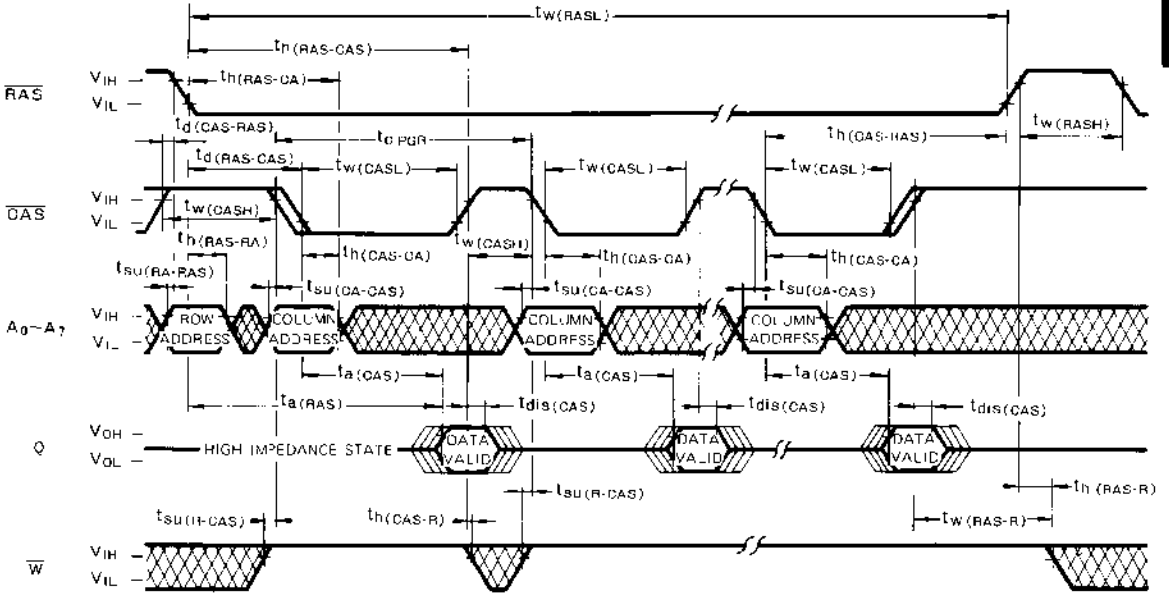 tw(RASL)
th(RAS-CAS)
th(RAS-CA)
RAS
VIH
VIL
td(CAS-RAS)
tc PGR
th(CAS-RAS)
tw(RASH)
td(RAS-CAS)
tw(CASL)
tw(CASL)
tw(CASL)
CAS
VIH
VIL
tw(CASH)
th(RAS-RA)
tw(CASH)
th(CAS-CA)
th(CAS-CA)
th(CAS-CA)
tsu(RA-RAS)
tsu(CA-CAS)
tsu(CA-CAS)
tsu(CA-CAS)
A0~A7
VIH
VIL
ROW ADDRESS
COLUMN ADDRESS
COLUMN ADDRESS
COLUMN ADDRESS
ta(CAS)
ta(CAS)
ta(CAS)
ta(RAS)
tdis(CAS)
tdis(CAS)
tdis(CAS)
Q
VOH
VOL
HIGH IMPEDANCE STATE
DATA VALID
DATA VALID
DATA VALID
tsu(R-CAS)
th(RAS-R)
tsu(R-CAS)
th(CAS-R)
tw(RAS-R)
W
VIH
VIL